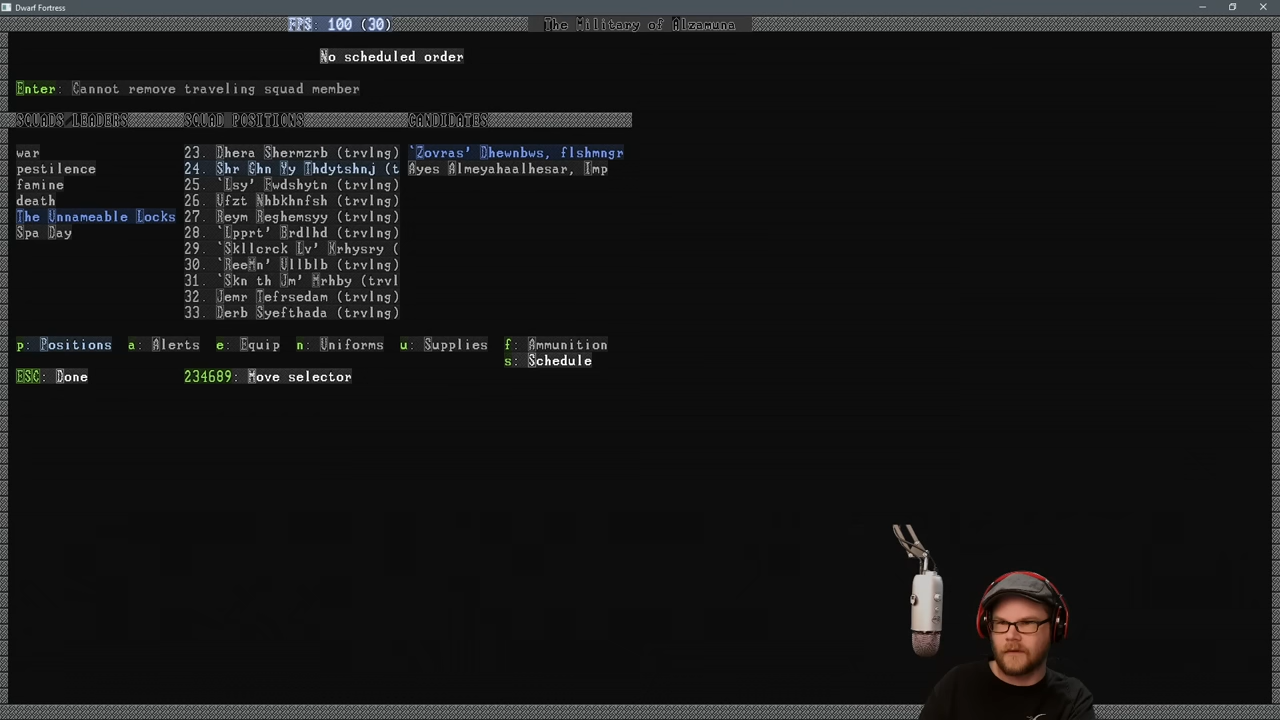 Dwarf Fortress
FPS: 100 (30)
The Military of Alzamuna
No scheduled order
Enter: Cannot remove traveling squad member
SQUADS/LEADERS SQUAD POSITIONS CANDIDATES
war 23. Dhera Shermzrb (trvlng) `Zovras' Dhewnbws, fishmngr
pestilence 24. Shr Ghn Yy Thdytshnj (t Ayes Almeyahaalhesar, Imp
famine 25. `Lsy' Rwdshytn (trvlng)
death 26. Ufzt Nhbkhnfsh (trvlng)
The Unnameable Locks 27. Reym Reghemsyy (trvlng)
Spa Day 28. `Lpprt' Brdlhd (trvlng)
29. `Skllcrck Lv' Krhysry (
30. `ReeMn' Ullblb (trvlng)
31. `Skn th Jm' Mrhby (trvl
32. Jemr Tefrsedam (trvlng)
33. Derb Syefthada (trvlng)
p: Positions a: Alerts e: Equip n: Uniforms u: Supplies f: Ammunition
s: Schedule
ESC: Done 234689: Move selector